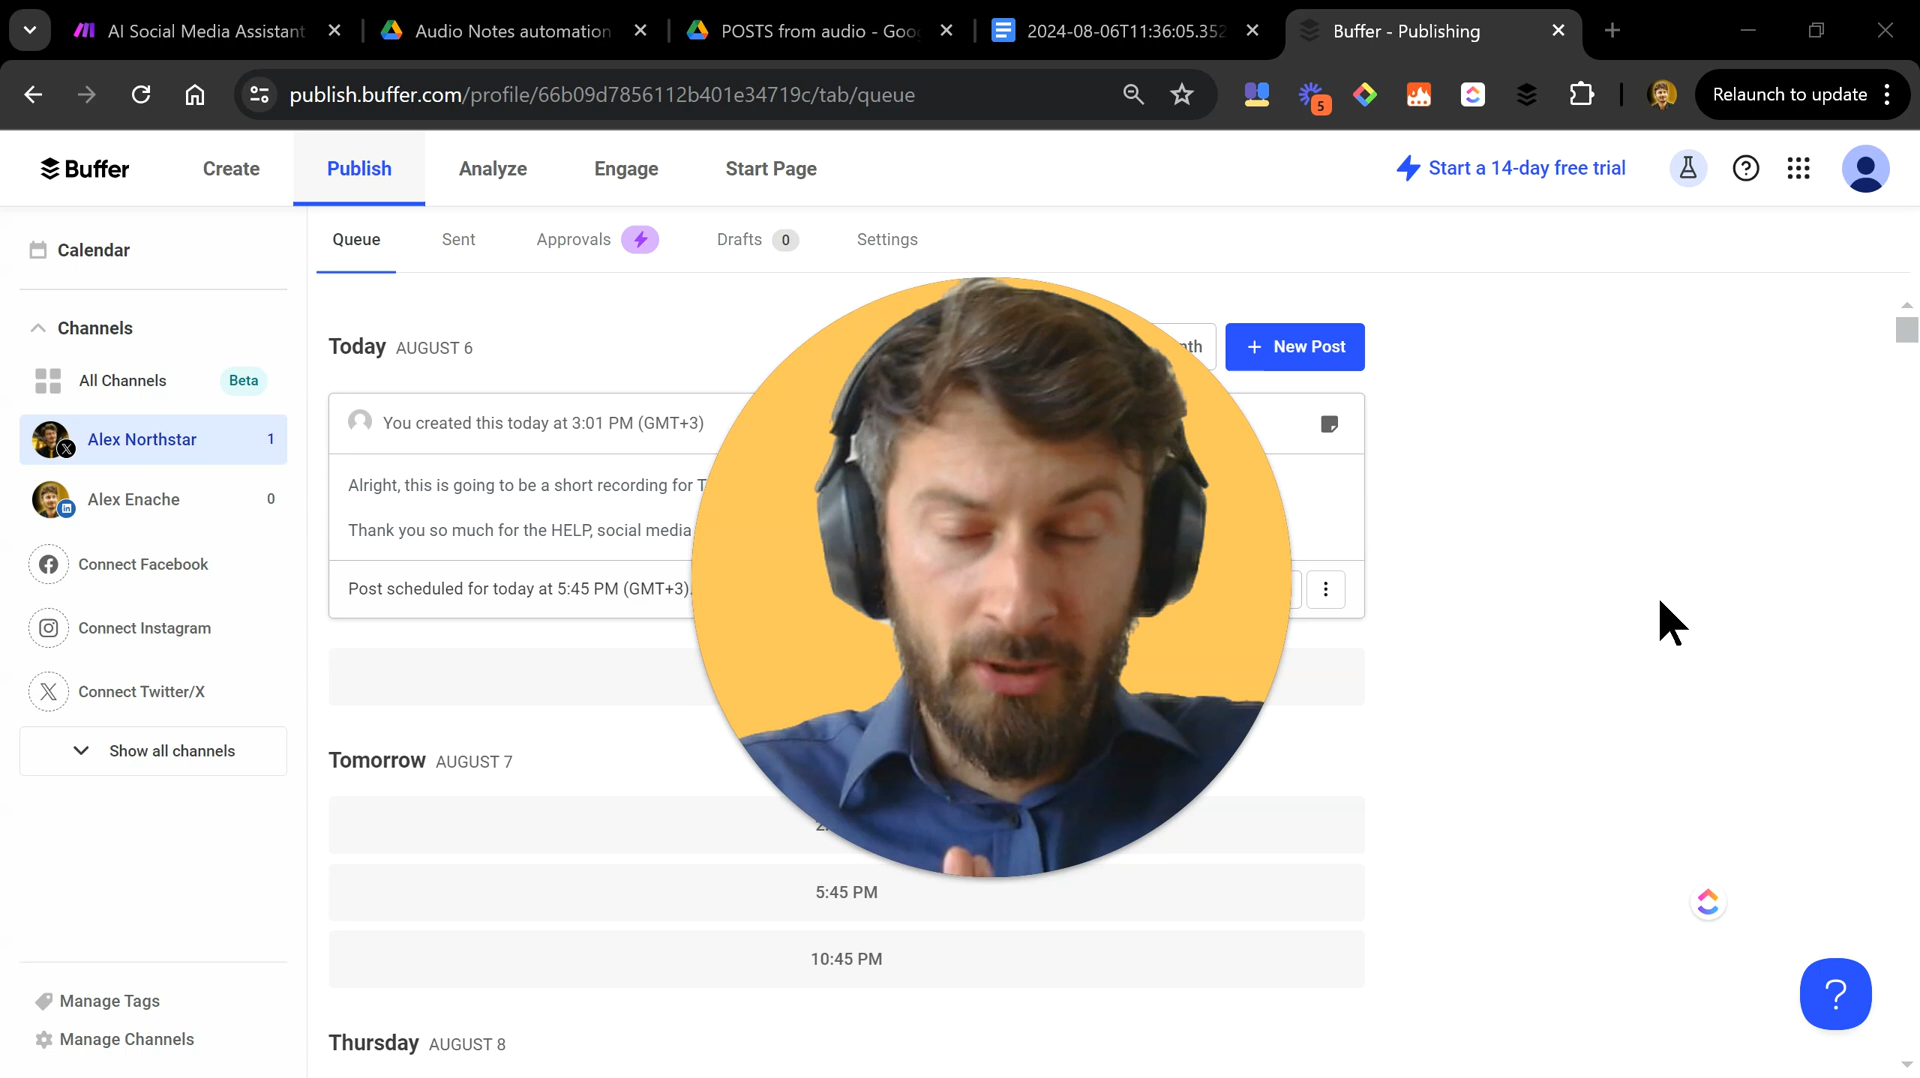 AI Social Media Assistant
Audio Notes automation
POSTS from audio - Goo
2024-08-06T11:36:05.352
Buffer - Publishing
publish.buffer.com/profile/66b09d7856112b401e34719c/tab/queue
5
Relaunch to update
Buffer
Create
Publish
Analyze
Engage
Start Page
Start a 14-day free trial
Calendar
Queue
Sent
Approvals
Drafts 0
Settings
Channels
All Channels Beta
Alex Northstar 1
Alex Enache 0
Connect Facebook
Connect Instagram
Connect Twitter/X
Show all channels
Manage Tags
Manage Channels
Today AUGUST 6
nth
+ New Post
You created this today at 3:01 PM (GMT+3)
Alright, this is going to be a short recording for T
Thank you so much for the HELP, social media
Post scheduled for today at 5:45 PM (GMT+3).
Tomorrow AUGUST 7
5:45 PM
10:45 PM
Thursday AUGUST 8
?